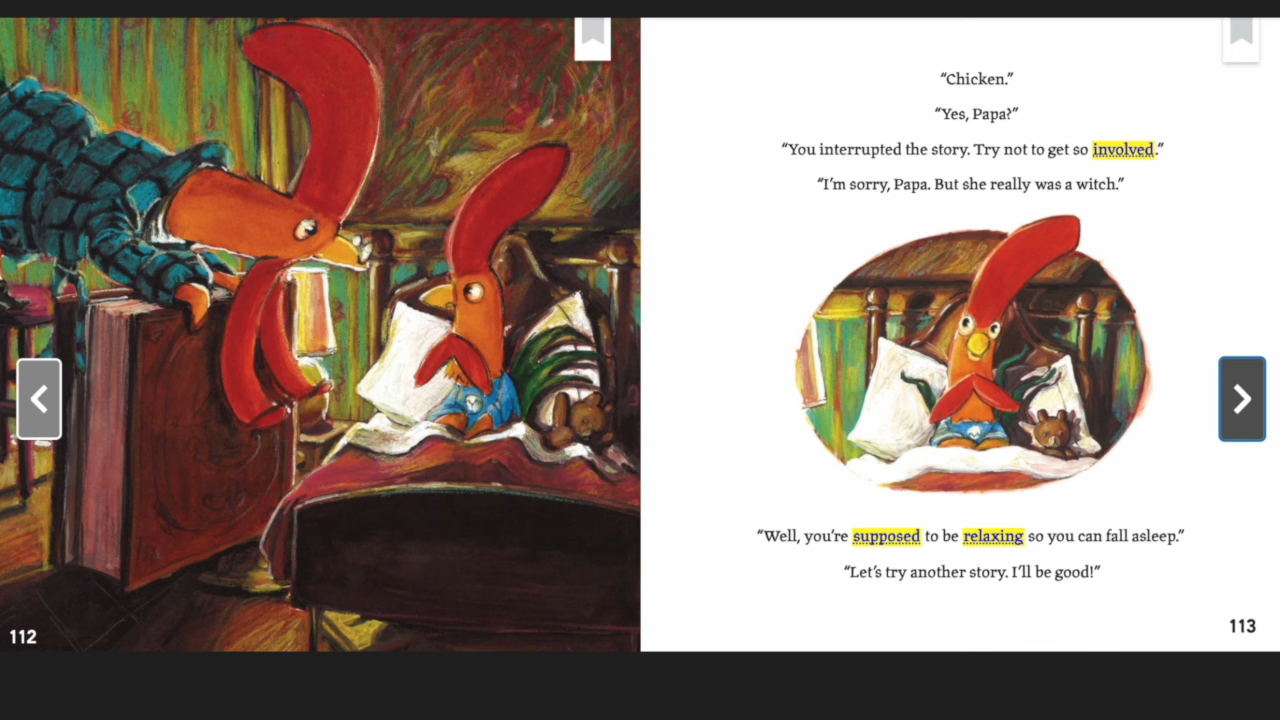 “Chicken.”
“Yes, Papa?”
“You interrupted the story. Try not to get so involved.”
“I’m sorry, Papa. But she really was a witch.”
“Well, you’re supposed to be relaxing so you can fall asleep.”
“Let’s try another story. I’ll be good!”
112
113